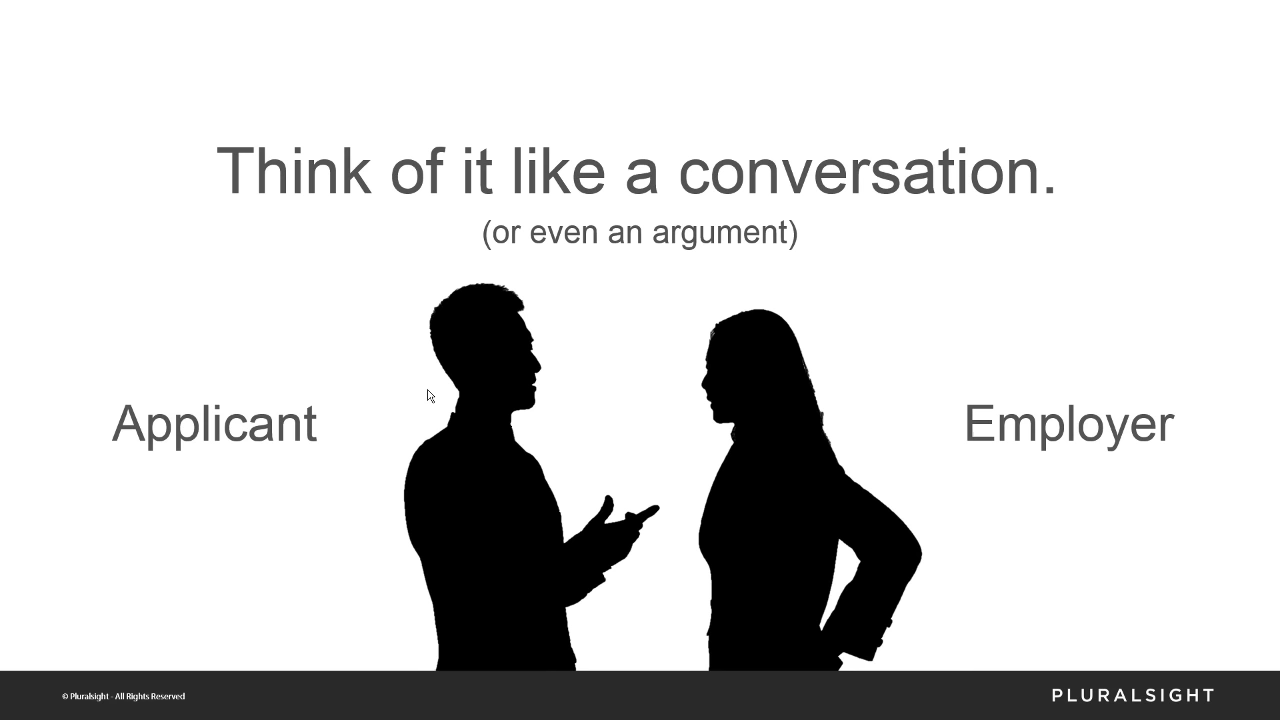 Think of it like a conversation.
(or even an argument)
Applicant
Employer
© Pluralsight - All Rights Reserved
PLURALSIGHT